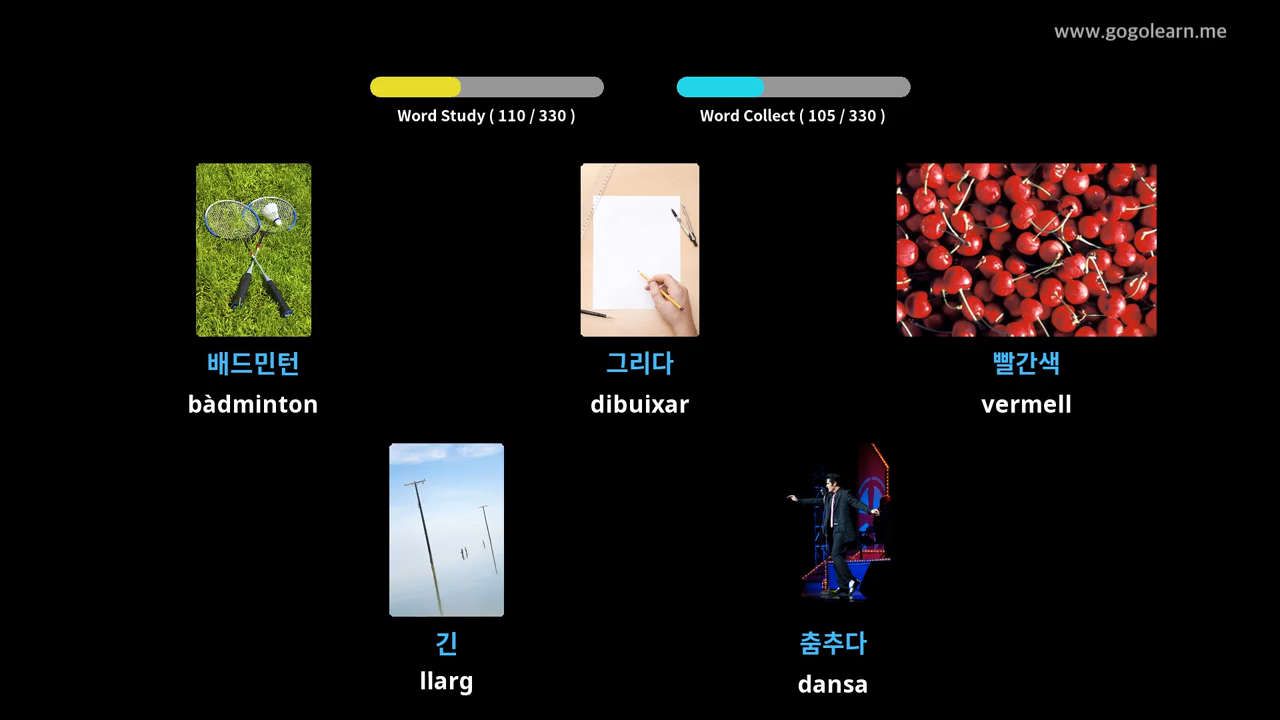 www.gogolearn.me
Word Study ( 110 / 330 )
Word Collect ( 105 / 330 )
배드민턴
bàdminton
그리다
dibuixar
빨간색
vermell
긴
llarg
춤추다
dansa